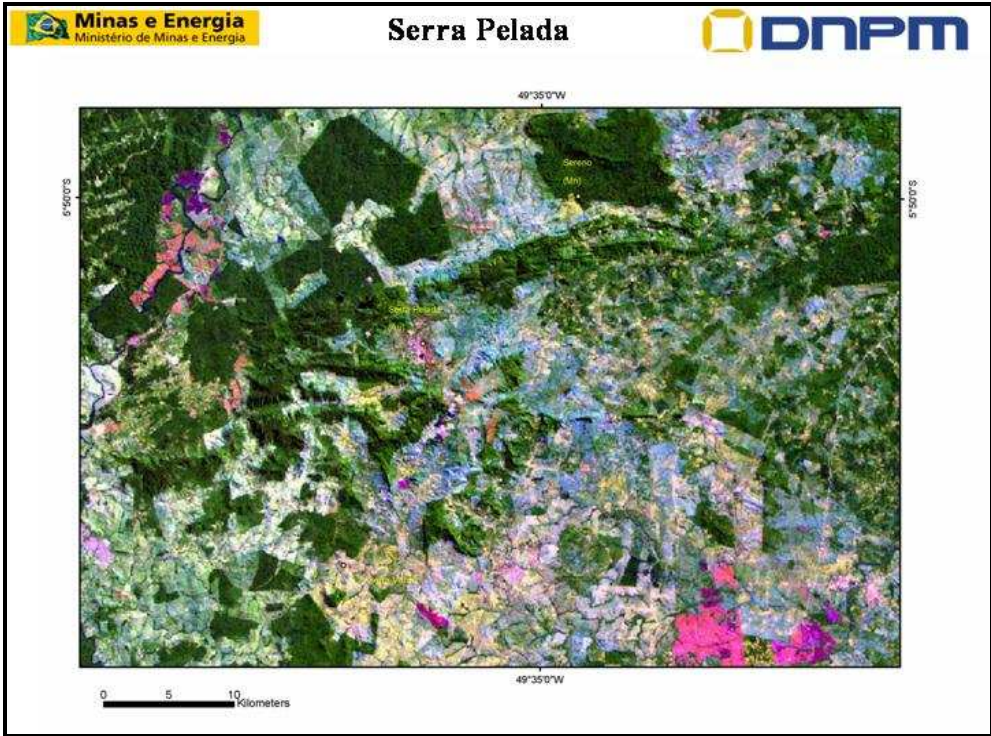 Minas e Energia
Ministério de Minas e Energia
Serra Pelada
DNPM
49°35'0"W
5°50'0"S
5°50'0"S
Sereno
(Mn)
Serra Pelada
49°35'0"W
0 5 10
Kilometers